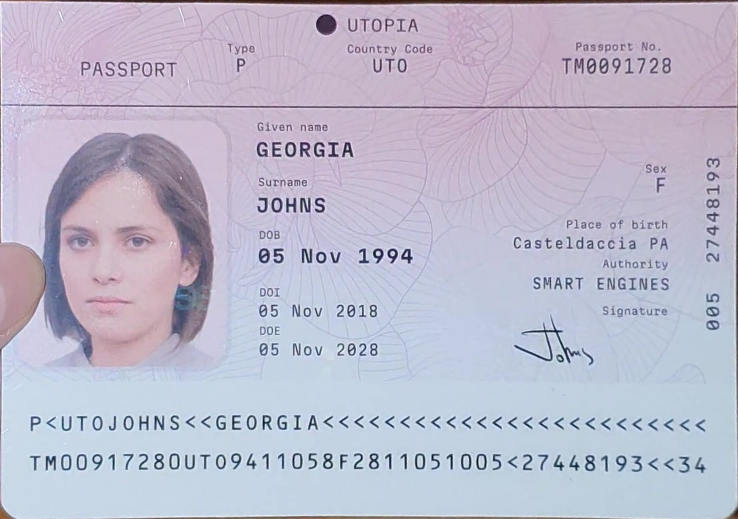 UTOPIA
PASSPORT
Type
P
Country Code
UTO
Passport No.
TM0091728
Given name
GEORGIA
Surname
JOHNS
DOB
05 Nov 1994
DOI
05 Nov 2018
DOE
05 Nov 2028
Sex
F
Place of birth
Casteldaccia PA
Authority
SMART ENGINES
Signature
Johns
005 27448193
P<UTOJOHNS<<GEORGIA<<<<<<<<<<<<<<<<<<<<<<<<<
TM00917280UTO9411058F2811051005<27448193<<34